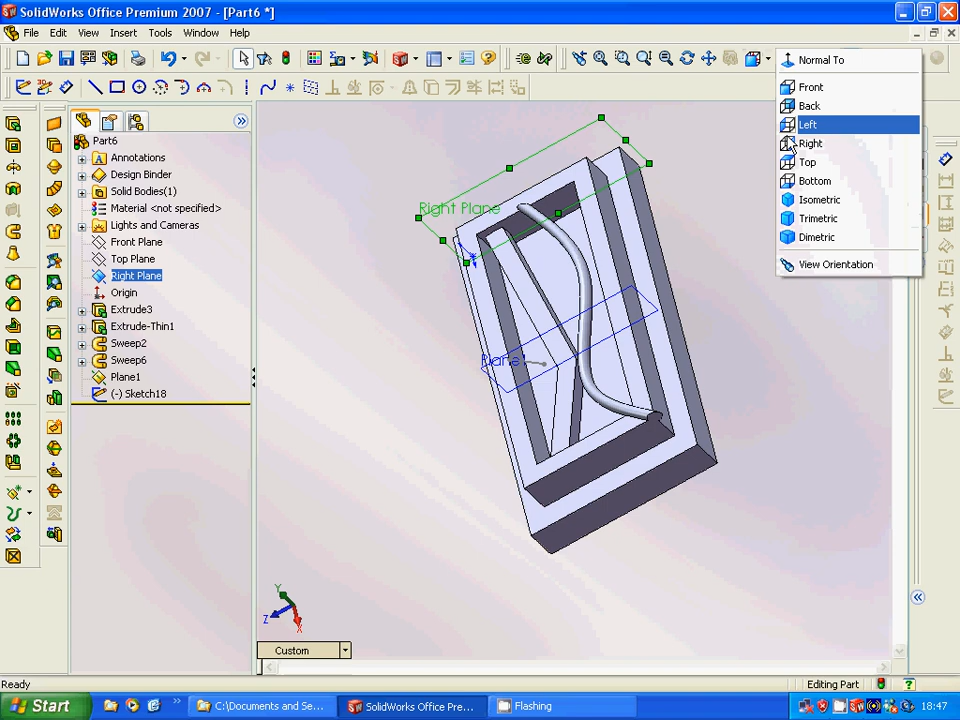 SolidWorks Office Premium 2007 - [Part6 *]
File Edit View Insert Tools Window Help
Normal To
Front
Back
Left
Right
Top
Bottom
Isometric
Trimetric
Dimetric
View Orientation
Part6
Annotations
Design Binder
Solid Bodies(1)
Material <not specified>
Lights and Cameras
Front Plane
Top Plane
Right Plane
Origin
Extrude3
Extrude-Thin1
Sweep2
Sweep6
Plane1
(-) Sketch18
Right Plane
Plane1
Y
Z
X
Custom
Ready
Editing Part
Start
C:\Documents and Se...
SolidWorks Office Pre...
Flashing
18:47